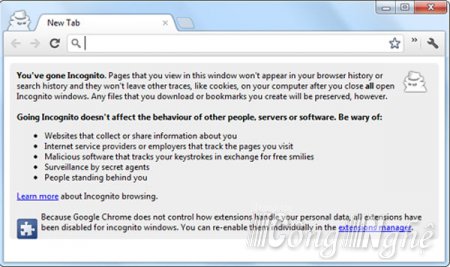 New Tab
You've gone Incognito. Pages that you view in this window won't appear in your browser history or
search history and they won't leave other traces, like cookies, on your computer after you close all
open Incognito windows. Any files that you download or bookmarks you create will be preserved, however.
Going Incognito doesn't affect the behaviour of other people, servers or software. Be wary of:
• Websites that collect or share information about you
• Internet service providers or employers that track the pages you visit
• Malicious software that tracks your keystrokes in exchange for free smilies
• Surveillance by secret agents
• People standing behind you
Learn more about Incognito browsing.
Because Google Chrome does not control how extensions handle your personal data, all extensions have
been disabled for incognito windows. You can re-enable them individually in the extensions manager.
Công Nghệ